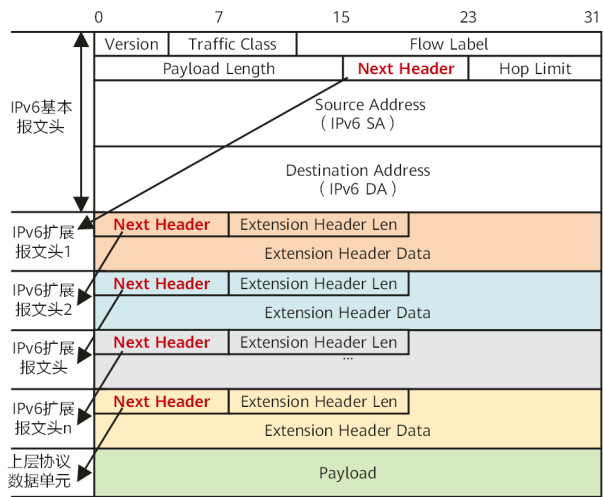 0 7 15 23 31
Version Traffic Class Flow Label
Payload Length Next Header Hop Limit
IPv6基本
报文头
Source Address
（IPv6 SA）
Destination Address
（IPv6 DA）
IPv6扩展
报文头1
Next Header Extension Header Len
Extension Header Data
IPv6扩展
报文头2
Next Header Extension Header Len
Extension Header Data
IPv6扩展
报文头
Next Header Extension Header Len
...
IPv6扩展
报文头n
Next Header Extension Header Len
Extension Header Data
上层协议
数据单元
Payload